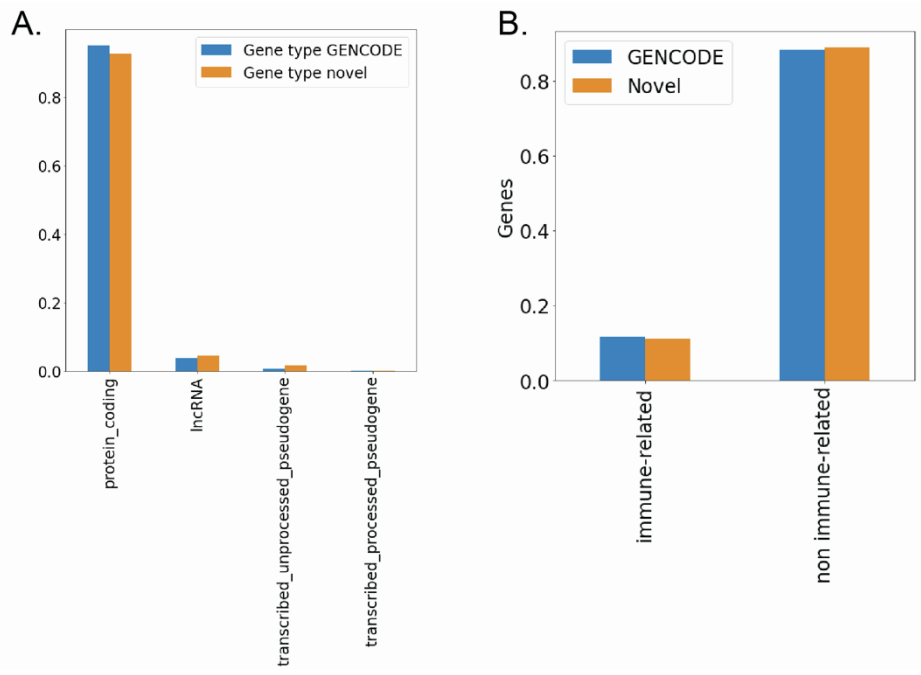 A.
Gene type GENCODE
Gene type novel
0.8
0.6
0.4
0.2
0.0
protein_coding
lncRNA
transcribed_unprocessed_pseudogene
transcribed_processed_pseudogene
B.
GENCODE
Novel
Genes
0.8
0.6
0.4
0.2
0.0
immune-related
non immune-related